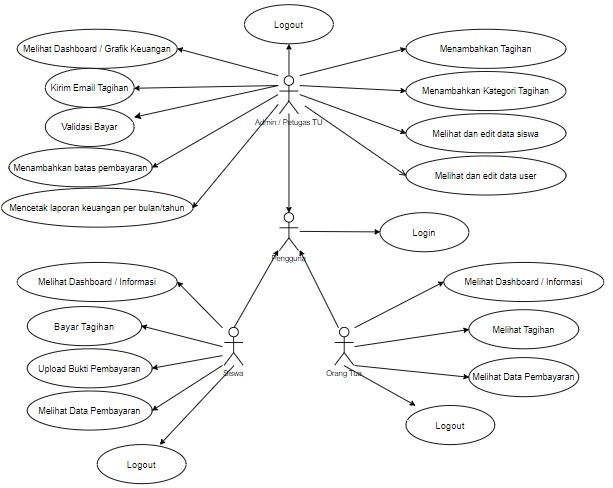 Logout
Melihat Dashboard / Grafik Keuangan
Menambahkan Tagihan
Kirim Email Tagihan
Menambahkan Kategori Tagihan
Admin / Petugas TU
Validasi Bayar
Melihat dan edit data siswa
Menambahkan batas pembayaran
Melihat dan edit data user
Mencetak laporan keuangan per bulan/tahun
Login
Pengguna
Melihat Dashboard / Informasi
Melihat Dashboard / Informasi
Bayar Tagihan
Melihat Tagihan
Upload Bukti Pembayaran
Siswa
Orang Tua
Melihat Data Pembayaran
Melihat Data Pembayaran
Logout
Logout